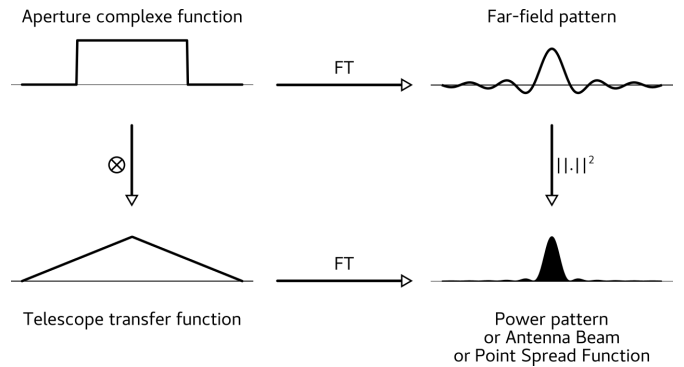 Aperture complexe function
Far-field pattern
FT
⊗
||.||²
FT
Telescope transfer function
Power pattern
or Antenna Beam
or Point Spread Function